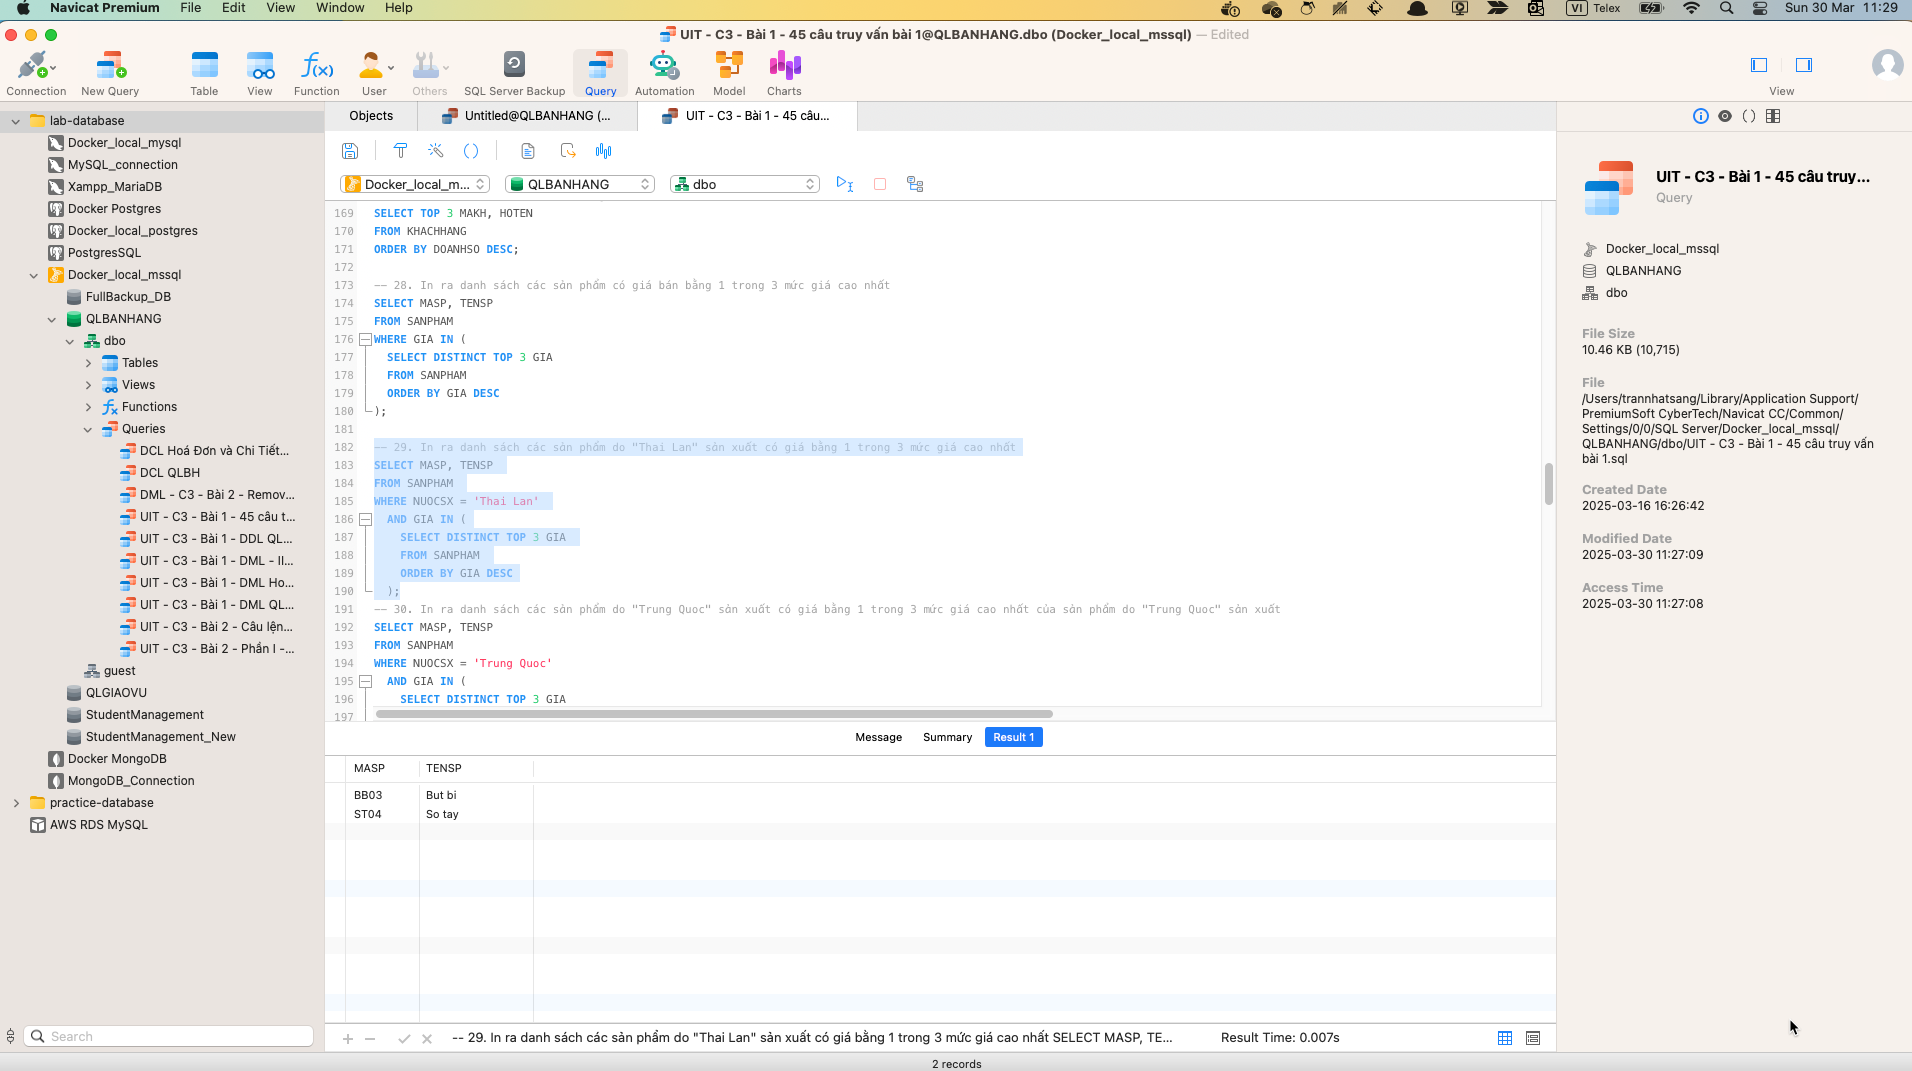 Navicat Premium File Edit View Window Help
VI Telex Sun 30 Mar 11:29
UIT - C3 - Bài 1 - 45 câu truy vấn bài 1@QLBANHANG.dbo (Docker_local_mssql) — Edited
Connection New Query Table View Function User Others SQL Server Backup Query Automation Model Charts View
f(x)
Objects Untitled@QLBANHANG (... UIT - C3 - Bài 1 - 45 câu...
Docker_local_m... QLBANHANG dbo
lab-database
Docker_local_mysql
MySQL_connection
Xampp_MariaDB
Docker Postgres
Docker_local_postgres
PostgresSQL
Docker_local_mssql
FullBackup_DB
QLBANHANG
dbo
Tables
Views
Functions
Queries
DCL Hoá Đơn và Chi Tiết...
DCL QLBH
DML - C3 - Bài 2 - Remov...
UIT - C3 - Bài 1 - 45 câu t...
UIT - C3 - Bài 1 - DDL QL...
UIT - C3 - Bài 1 - DML - II...
UIT - C3 - Bài 1 - DML Ho...
UIT - C3 - Bài 1 - DML QL...
UIT - C3 - Bài 2 - Câu lện...
UIT - C3 - Bài 2 - Phần I -...
guest
QLGIAOVU
StudentManagement
StudentManagement_New
Docker MongoDB
MongoDB_Connection
practice-database
AWS RDS MySQL
Search
169 SELECT TOP 3 MAKH, HOTEN
170 FROM KHACHHANG
171 ORDER BY DOANHSO DESC;
172
173 -- 28. In ra danh sách các sản phẩm có giá bán bằng 1 trong 3 mức giá cao nhất
174 SELECT MASP, TENSP
175 FROM SANPHAM
176 WHERE GIA IN (
177 SELECT DISTINCT TOP 3 GIA
178 FROM SANPHAM
179 ORDER BY GIA DESC
180 );
181
182 -- 29. In ra danh sách các sản phẩm do "Thai Lan" sản xuất có giá bằng 1 trong 3 mức giá cao nhất
183 SELECT MASP, TENSP
184 FROM SANPHAM
185 WHERE NUOCSX = 'Thai Lan'
186 AND GIA IN (
187 SELECT DISTINCT TOP 3 GIA
188 FROM SANPHAM
189 ORDER BY GIA DESC
190 );
191 -- 30. In ra danh sách các sản phẩm do "Trung Quoc" sản xuất có giá bằng 1 trong 3 mức giá cao nhất của sản phẩm do "Trung Quoc" sản xuất
192 SELECT MASP, TENSP
193 FROM SANPHAM
194 WHERE NUOCSX = 'Trung Quoc'
195 AND GIA IN (
196 SELECT DISTINCT TOP 3 GIA
197
Message Summary Result 1
MASP TENSP
BB03 But bi
ST04 So tay
-- 29. In ra danh sách các sản phẩm do "Thai Lan" sản xuất có giá bằng 1 trong 3 mức giá cao nhất SELECT MASP, TE... Result Time: 0.007s
2 records
UIT - C3 - Bài 1 - 45 câu truy...
Query
Docker_local_mssql
QLBANHANG
dbo
File Size
10.46 KB (10,715)
File
/Users/trannhatsang/Library/Application Support/
PremiumSoft CyberTech/Navicat CC/Common/
Settings/0/0/SQL Server/Docker_local_mssql/
QLBANHANG/dbo/UIT - C3 - Bài 1 - 45 câu truy vấn
bài 1.sql
Created Date
2025-03-16 16:26:42
Modified Date
2025-03-30 11:27:09
Access Time
2025-03-30 11:27:08